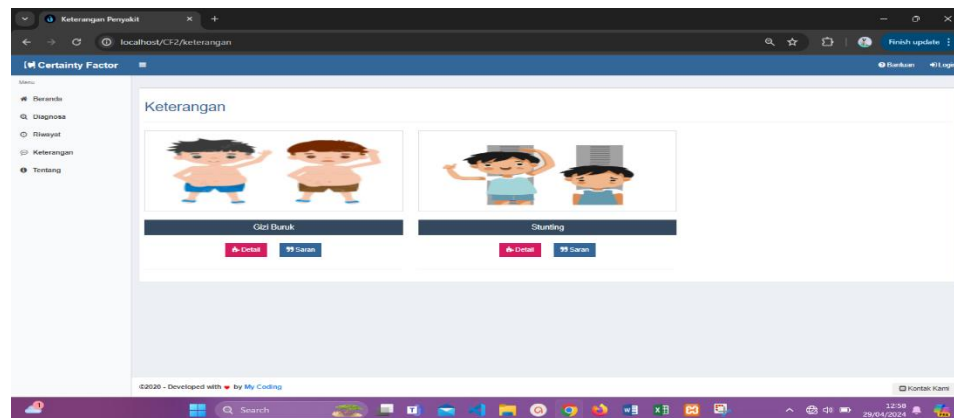 Keterangan Penyakit
localhost/CF2/keterangan
Finish update
Certainty Factor
Bantuan
Login
Menu
Beranda
Diagnosa
Riwayat
Keterangan
Tentang
Keterangan
Gizi Buruk
Stunting
Detail
Saran
Detail
Saran
©2020 - Developed with by My Coding
Kontak Kami
Search
12:58
29/04/2024